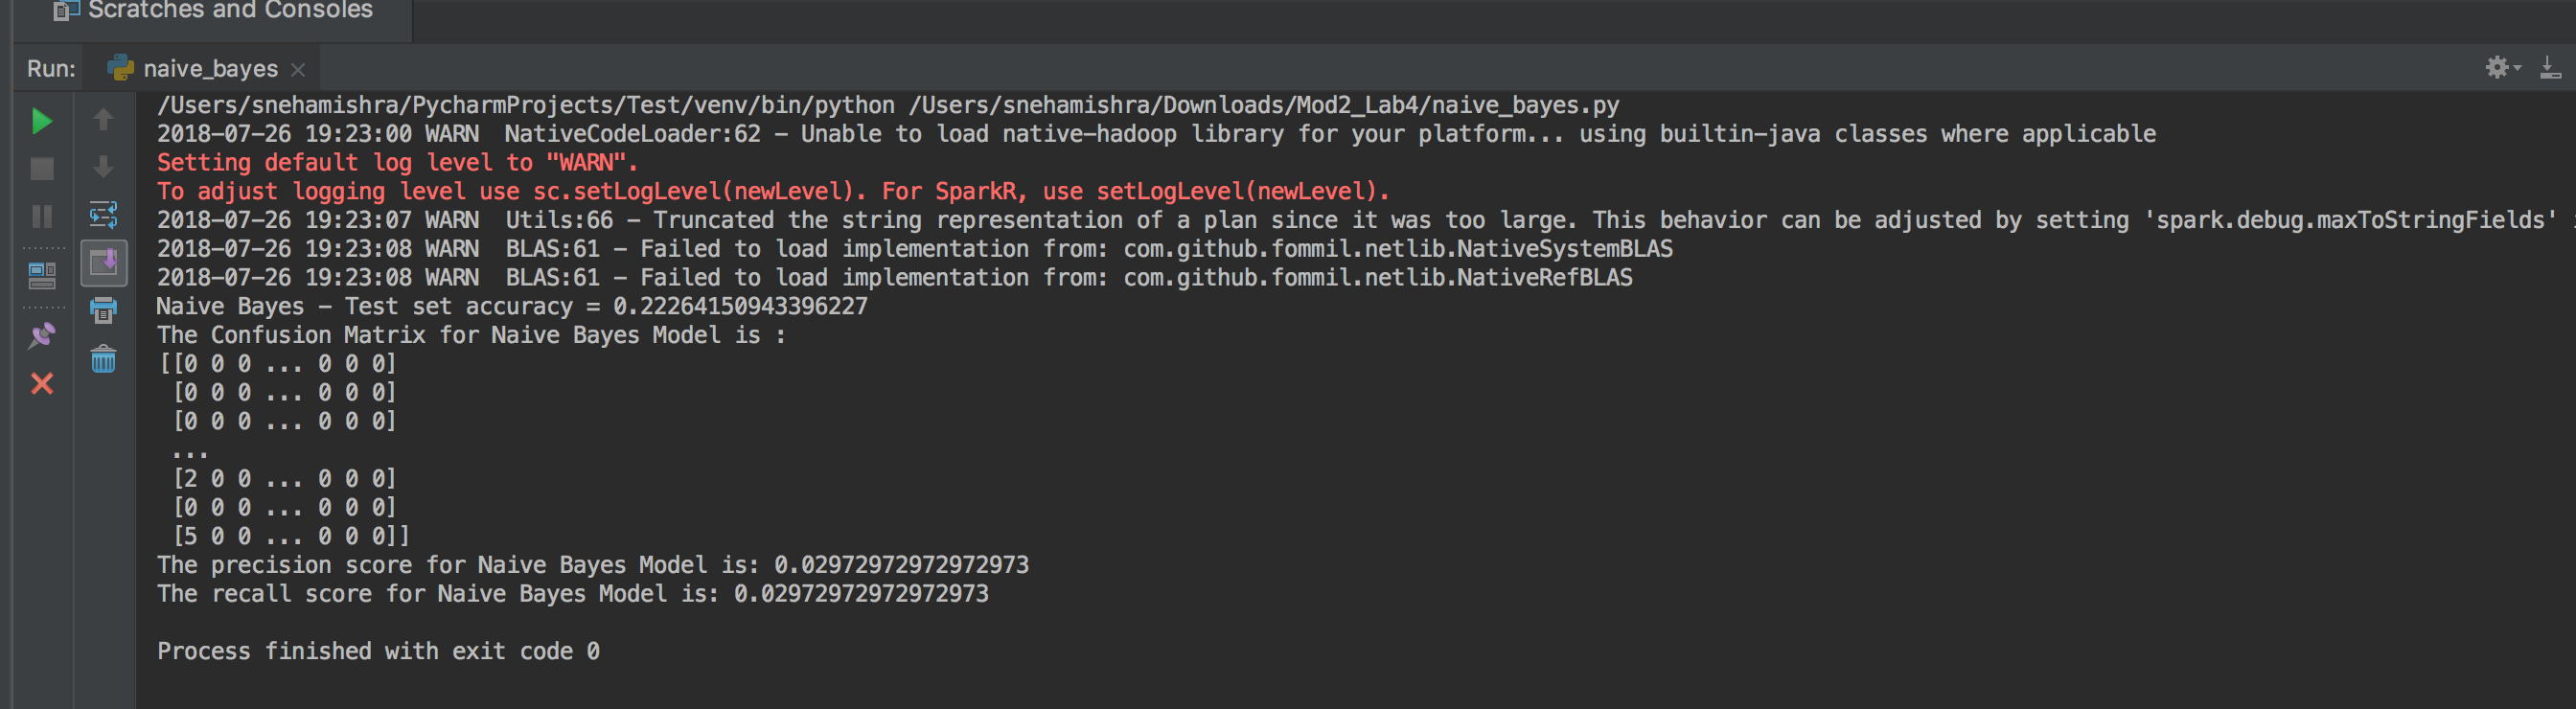 Scratches and Consoles
Run: naive_bayes
/Users/snehamishra/PycharmProjects/Test/venv/bin/python /Users/snehamishra/Downloads/Mod2_Lab4/naive_bayes.py
2018-07-26 19:23:00 WARN  NativeCodeLoader:62 - Unable to load native-hadoop library for your platform... using builtin-java classes where applicable
Setting default log level to "WARN".
To adjust logging level use sc.setLogLevel(newLevel). For SparkR, use setLogLevel(newLevel).
2018-07-26 19:23:07 WARN  Utils:66 - Truncated the string representation of a plan since it was too large. This behavior can be adjusted by setting 'spark.debug.maxToStringFields'
2018-07-26 19:23:08 WARN  BLAS:61 - Failed to load implementation from: com.github.fommil.netlib.NativeSystemBLAS
2018-07-26 19:23:08 WARN  BLAS:61 - Failed to load implementation from: com.github.fommil.netlib.NativeRefBLAS
Naive Bayes - Test set accuracy = 0.22264150943396227
The Confusion Matrix for Naive Bayes Model is :
[[0 0 0 ... 0 0 0]
 [0 0 0 ... 0 0 0]
 [0 0 0 ... 0 0 0]
 ...
 [2 0 0 ... 0 0 0]
 [0 0 0 ... 0 0 0]
 [5 0 0 ... 0 0 0]]
The precision score for Naive Bayes Model is: 0.02972972972972973
The recall score for Naive Bayes Model is: 0.02972972972972973
Process finished with exit code 0